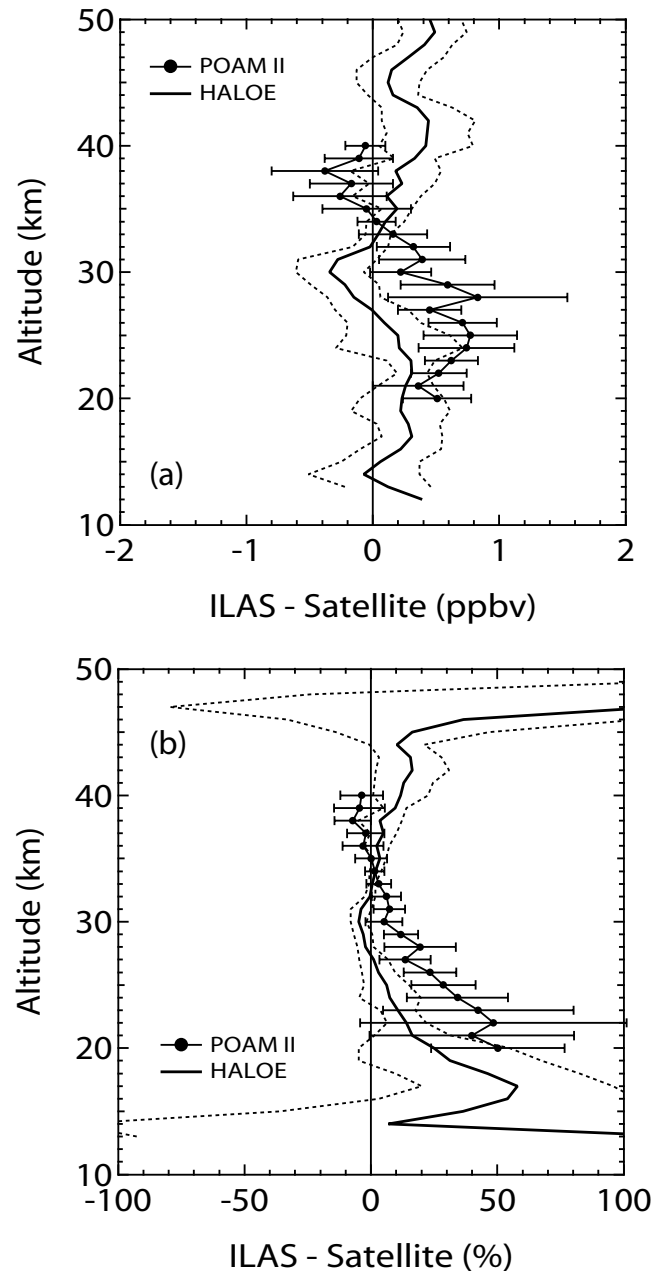 50
POAM II
HALOE
40
Altitude (km)
30
20
(a)
10
-2
-1
0
1
2
ILAS - Satellite (ppbv)
50
(b)
40
Altitude (km)
30
POAM II
20
HALOE
10
-100
-50
0
50
100
ILAS - Satellite (%)